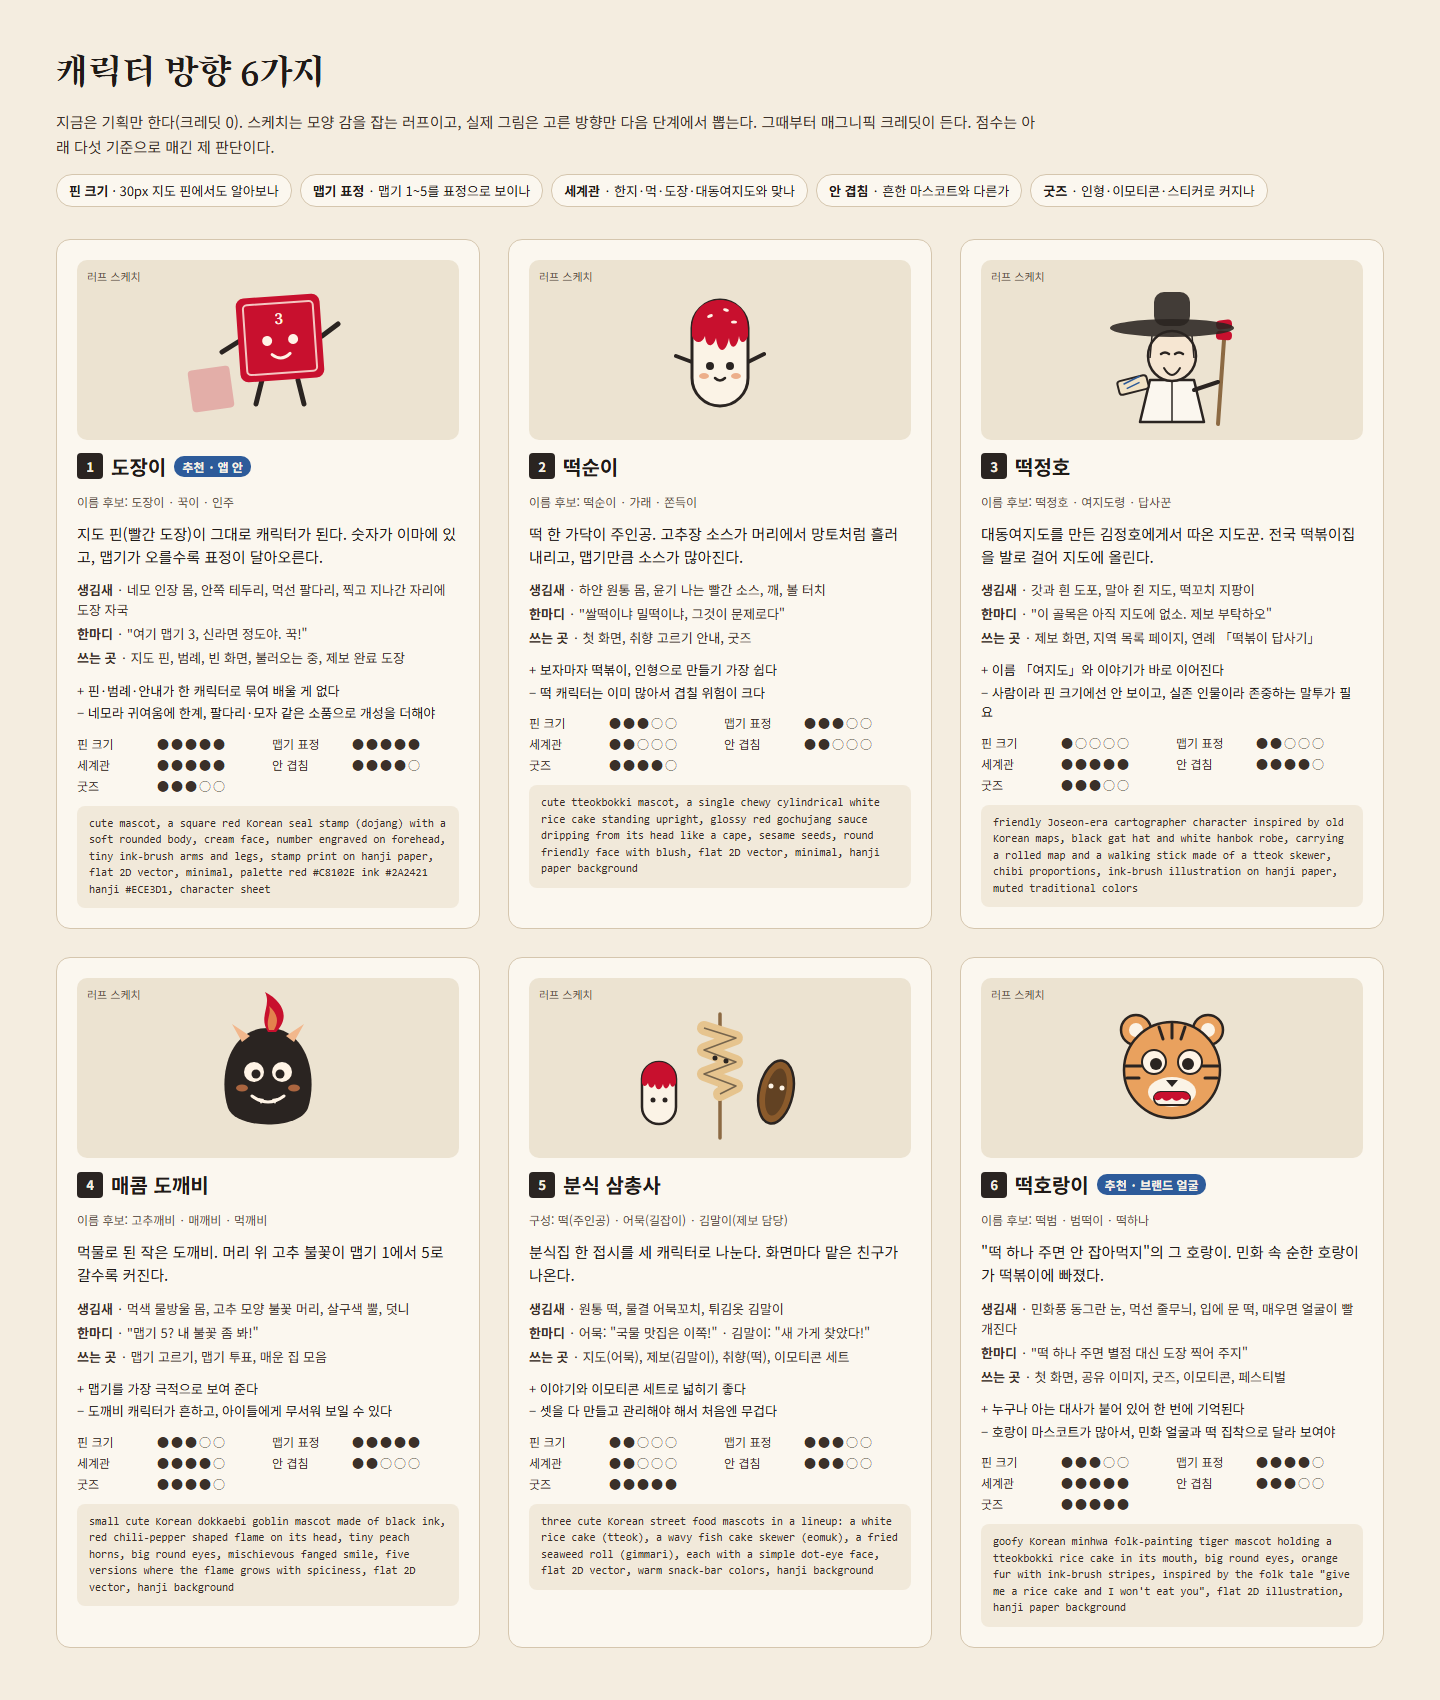 캐릭터 방향 6가지
지금은 기획만 한다(크레딧 0). 스케치는 모양 감을 잡는 러프이고, 실제 그림은 고른 방향만 다음 단계에서 뽑는다. 그때부터 매그니픽 크레딧이 든다. 점수는 아
래 다섯 기준으로 매긴 제 판단이다.
핀 크기 · 30px 지도 핀에서도 알아보나
맵기 표정 · 맵기 1~5를 표정으로 보이나
세계관 · 한지·먹·도장·대동여지도와 맞나
안 겹침 · 흔한 마스코트와 다른가
굿즈 · 인형·이모티콘·스티커로 커지나
러프 스케치
3
1 도장이 추천 · 앱 안
이름 후보: 도장이 · 꾹이 · 인주
지도 핀(빨간 도장)이 그대로 캐릭터가 된다. 숫자가 이마에 있
고, 맵기가 오를수록 표정이 달아오른다.
생김새 · 네모 인장 몸, 안쪽 테두리, 먹선 팔다리, 찍고 지나간 자리에
도장 자국
한마디 · "여기 맵기 3, 신라면 정도야. 꾹!"
쓰는 곳 · 지도 핀, 범례, 빈 화면, 불러오는 중, 제보 완료 도장
+ 핀·범례·안내가 한 캐릭터로 묶여 배울 게 없다
− 네모라 귀여움에 한계, 팔다리·모자 같은 소품으로 개성을 더해야
핀 크기 ●●●●● 맵기 표정 ●●●●●
세계관 ●●●●● 안 겹침 ●●●●○
굿즈 ●●●○○
cute mascot, a square red Korean seal stamp (dojang) with a
soft rounded body, cream face, number engraved on forehead,
tiny ink-brush arms and legs, stamp print on hanji paper,
flat 2D vector, minimal, palette red #C8102E ink #2A2421
hanji #ECE3D1, character sheet
러프 스케치
2 떡순이
이름 후보: 떡순이 · 가래 · 쫀득이
떡 한 가닥이 주인공. 고추장 소스가 머리에서 망토처럼 흘러
내리고, 맵기만큼 소스가 많아진다.
생김새 · 하얀 원통 몸, 윤기 나는 빨간 소스, 깨, 볼 터치
한마디 · "쌀떡이냐 밀떡이냐, 그것이 문제로다"
쓰는 곳 · 첫 화면, 취향 고르기 안내, 굿즈
+ 보자마자 떡볶이, 인형으로 만들기 가장 쉽다
− 떡 캐릭터는 이미 많아서 겹칠 위험이 크다
핀 크기 ●●●○○ 맵기 표정 ●●●○○
세계관 ●●○○○ 안 겹침 ●●○○○
굿즈 ●●●●○
cute tteokbokki mascot, a single chewy cylindrical white
rice cake standing upright, glossy red gochujang sauce
dripping from its head like a cape, sesame seeds, round
friendly face with blush, flat 2D vector, minimal, hanji
paper background
러프 스케치
3 떡정호
이름 후보: 떡정호 · 여지도령 · 답사꾼
대동여지도를 만든 김정호에게서 따온 지도꾼. 전국 떡볶이집
을 발로 걸어 지도에 올린다.
생김새 · 갓과 흰 도포, 말아 쥔 지도, 떡꼬치 지팡이
한마디 · "이 골목은 아직 지도에 없소. 제보 부탁하오"
쓰는 곳 · 제보 화면, 지역 목록 페이지, 연례 「떡볶이 답사기」
+ 이름 「여지도」와 이야기가 바로 이어진다
− 사람이라 핀 크기에선 안 보이고, 실존 인물이라 존중하는 말투가 필
요
핀 크기 ●○○○○ 맵기 표정 ●●○○○
세계관 ●●●●● 안 겹침 ●●●●○
굿즈 ●●●○○
friendly Joseon-era cartographer character inspired by old
Korean maps, black gat hat and white hanbok robe, carrying
a rolled map and a walking stick made of a tteok skewer,
chibi proportions, ink-brush illustration on hanji paper,
muted traditional colors
러프 스케치
4 매콤 도깨비
이름 후보: 고추깨비 · 매깨비 · 먹깨비
먹물로 된 작은 도깨비. 머리 위 고추 불꽃이 맵기 1에서 5로
갈수록 커진다.
생김새 · 먹색 물방울 몸, 고추 모양 불꽃 머리, 살구색 뿔, 덧니
한마디 · "맵기 5? 내 불꽃 좀 봐!"
쓰는 곳 · 맵기 고르기, 맵기 투표, 매운 집 모음
+ 맵기를 가장 극적으로 보여 준다
− 도깨비 캐릭터가 흔하고, 아이들에게 무서워 보일 수 있다
핀 크기 ●●●○○ 맵기 표정 ●●●●●
세계관 ●●●●○ 안 겹침 ●●○○○
굿즈 ●●●●○
small cute Korean dokkaebi goblin mascot made of black ink,
red chili-pepper shaped flame on its head, tiny peach
horns, big round eyes, mischievous fanged smile, five
versions where the flame grows with spiciness, flat 2D
vector, hanji background
러프 스케치
5 분식 삼총사
구성: 떡(주인공) · 어묵(길잡이) · 김말이(제보 담당)
분식집 한 접시를 세 캐릭터로 나눈다. 화면마다 맡은 친구가
나온다.
생김새 · 원통 떡, 물결 어묵꼬치, 튀김옷 김말이
한마디 · 어묵: "국물 맛집은 이쪽!" · 김말이: "새 가게 찾았다!"
쓰는 곳 · 지도(어묵), 제보(김말이), 취향(떡), 이모티콘 세트
+ 이야기와 이모티콘 세트로 넓히기 좋다
− 셋을 다 만들고 관리해야 해서 처음엔 무겁다
핀 크기 ●●○○○ 맵기 표정 ●●●○○
세계관 ●●○○○ 안 겹침 ●●●○○
굿즈 ●●●●●
three cute Korean street food mascots in a lineup: a white
rice cake (tteok), a wavy fish cake skewer (eomuk), a fried
seaweed roll (gimmari), each with a simple dot-eye face,
flat 2D vector, warm snack-bar colors, hanji background
러프 스케치
6 떡호랑이 추천 · 브랜드 얼굴
이름 후보: 떡범 · 범떡이 · 떡하나
"떡 하나 주면 안 잡아먹지"의 그 호랑이. 민화 속 순한 호랑이
가 떡볶이에 빠졌다.
생김새 · 민화풍 동그란 눈, 먹선 줄무늬, 입에 문 떡, 매우면 얼굴이 빨
개진다
한마디 · "떡 하나 주면 별점 대신 도장 찍어 주지"
쓰는 곳 · 첫 화면, 공유 이미지, 굿즈, 이모티콘, 페스티벌
+ 누구나 아는 대사가 붙어 있어 한 번에 기억된다
− 호랑이 마스코트가 많아서, 민화 얼굴과 떡 집착으로 달라 보여야
핀 크기 ●●●○○ 맵기 표정 ●●●●○
세계관 ●●●●● 안 겹침 ●●●○○
굿즈 ●●●●●
goofy Korean minhwa folk-painting tiger mascot holding a
tteokbokki rice cake in its mouth, big round eyes, orange
fur with ink-brush stripes, inspired by the folk tale "give
me a rice cake and I won't eat you", flat 2D illustration,
hanji paper background